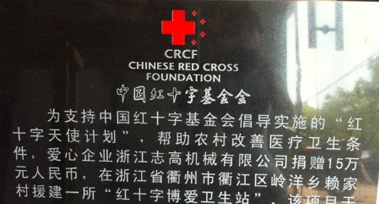 CRCF
CHINESE RED CROSS
FOUNDATION
中国红十字基金会
为支持中国红十字基金会倡导实施的“红
十字天使计划”，帮助农村改善医疗卫生条
件，爱心企业浙江志高机械有限公司捐赠15万
元人民币，在浙江省衢州市衢江区岭洋乡赖家
村援建一所“红十字博爱卫生站”，该项目于